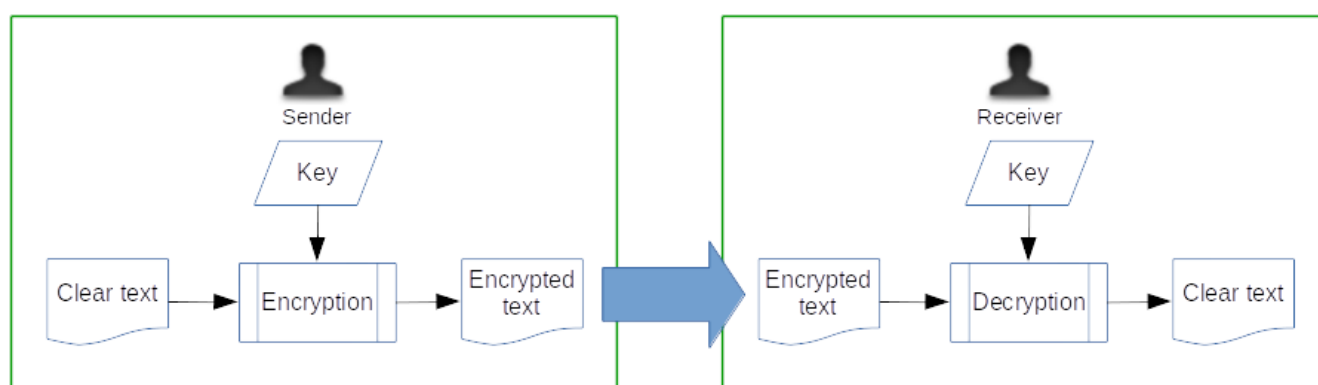 Sender
Key
Clear text
Encryption
Encrypted
text
Receiver
Key
Encrypted
text
Decryption
Clear text